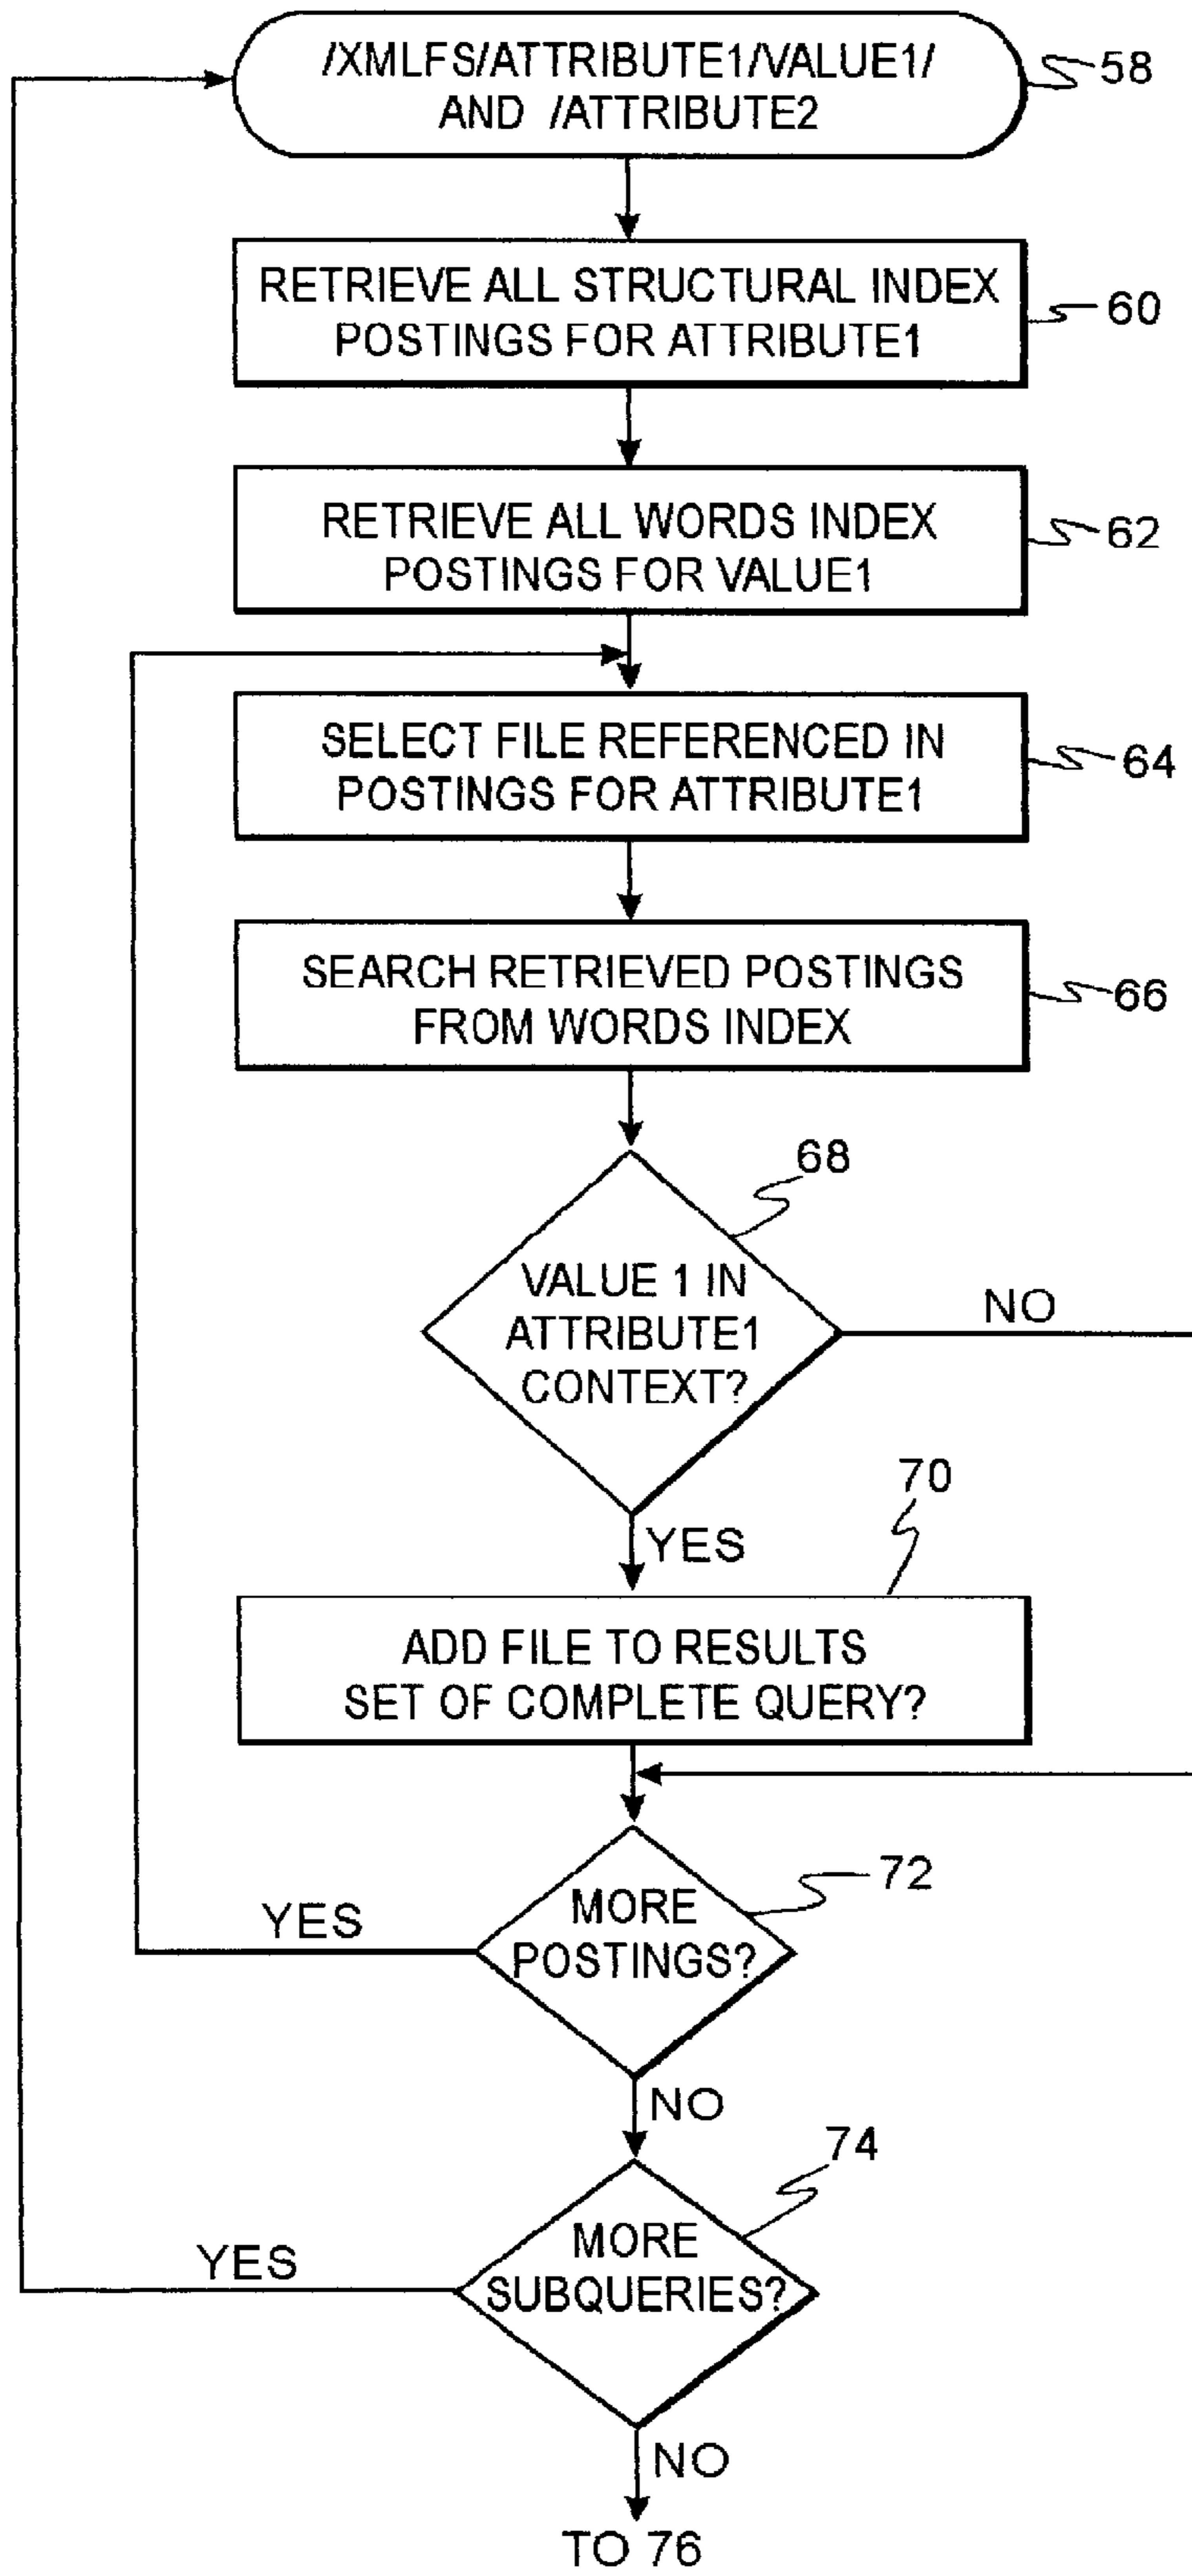 /XMLFS/ATTRIBUTE1/VALUE1/
AND /ATTRIBUTE2
58
RETRIEVE ALL STRUCTURAL INDEX
POSTINGS FOR ATTRIBUTE1
60
RETRIEVE ALL WORDS INDEX
POSTINGS FOR VALUE1
62
SELECT FILE REFERENCED IN
POSTINGS FOR ATTRIBUTE1
64
SEARCH RETRIEVED POSTINGS
FROM WORDS INDEX
66
68
VALUE 1 IN
ATTRIBUTE1
CONTEXT?
NO
YES
70
ADD FILE TO RESULTS
SET OF COMPLETE QUERY?
72
MORE
POSTINGS?
YES
NO
74
MORE
SUBQUERIES?
YES
NO
TO 76